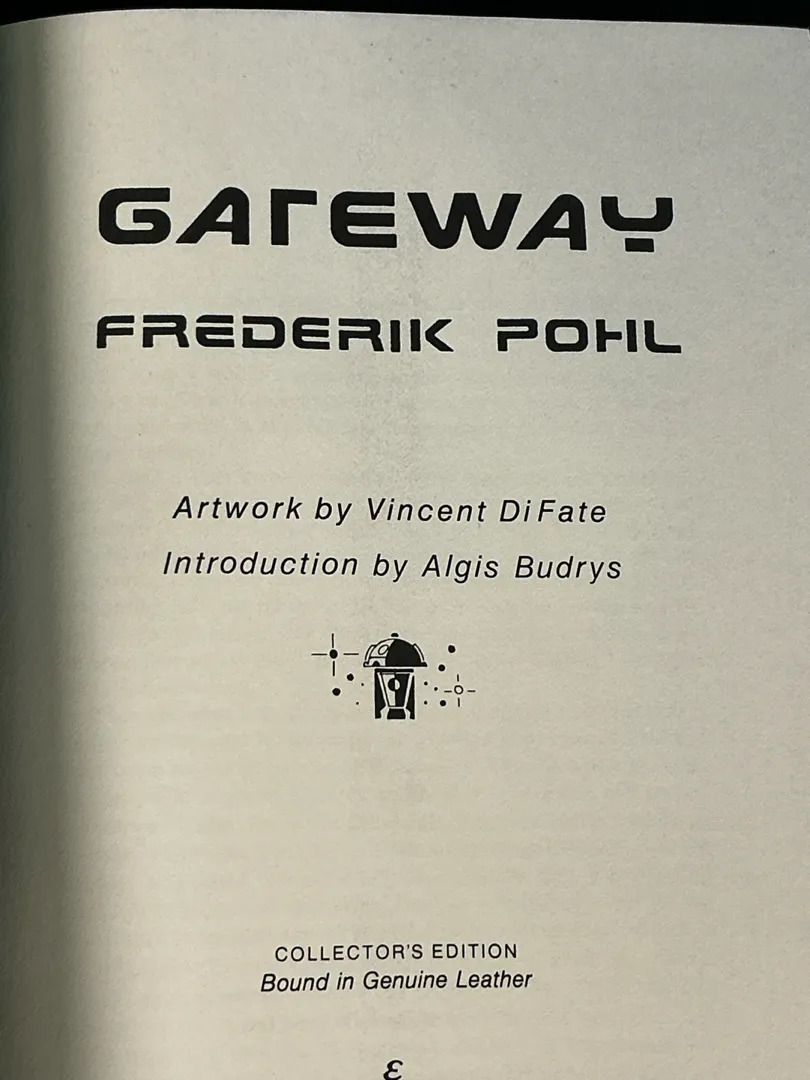 GATEWAY
FREDERIK POHL
Artwork by Vincent DiFate
Introduction by Algis Budrys
COLLECTOR'S EDITION
Bound in Genuine Leather
ε